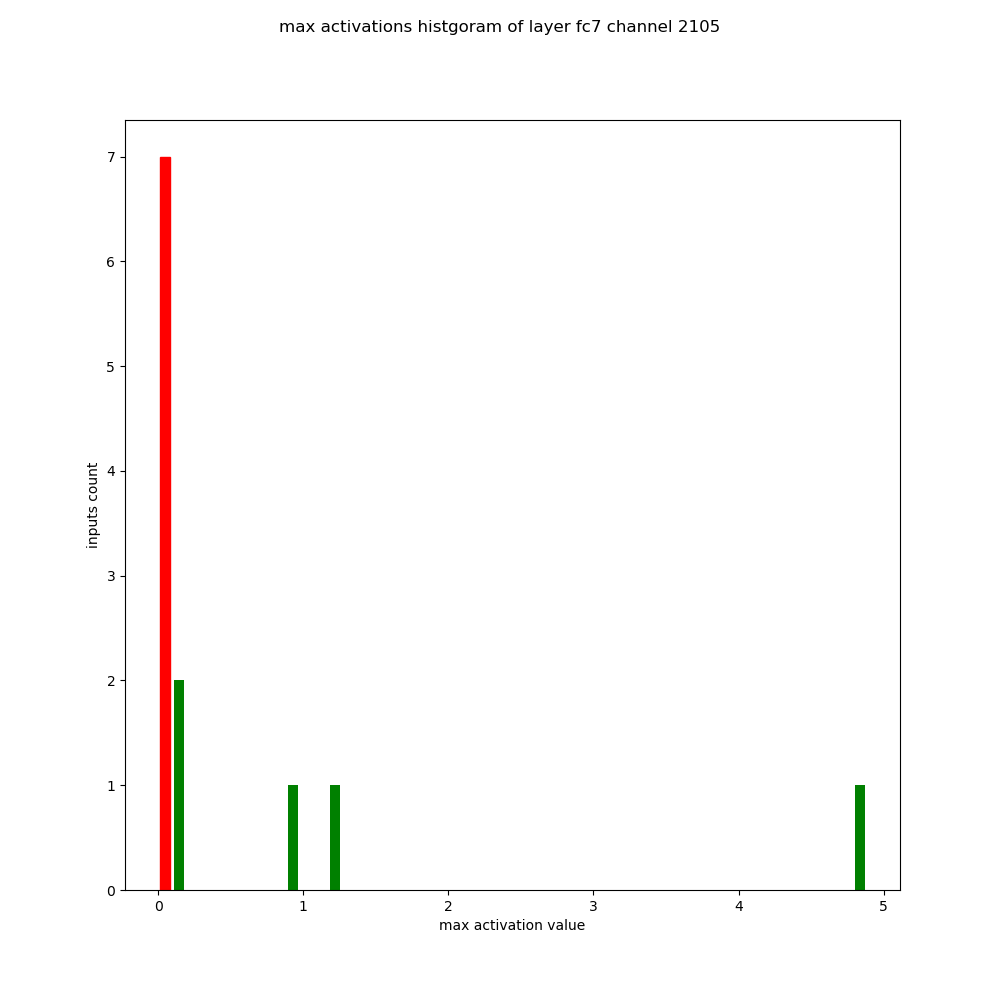 max activations histgoram of layer fc7 channel 2105
7
6
5
4
3
2
1
0
inputs count
0 1 2 3 4 5
max activation value